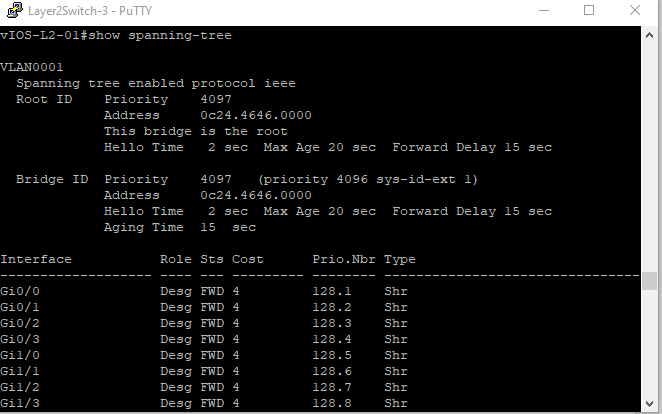 Layer2Switch-3 - PuTTY
vIOS-L2-01#show spanning-tree
VLAN0001
  Spanning tree enabled protocol ieee
  Root ID    Priority    4097
             Address     0c24.4646.0000
             This bridge is the root
             Hello Time   2 sec  Max Age 20 sec  Forward Delay 15 sec
  Bridge ID  Priority    4097   (priority 4096 sys-id-ext 1)
             Address     0c24.4646.0000
             Hello Time   2 sec  Max Age 20 sec  Forward Delay 15 sec
             Aging Time  15  sec
Interface           Role Sts Cost      Prio.Nbr Type
------------------- ---- --- --------- -------- --------------------------------
Gi0/0               Desg FWD 4         128.1    Shr
Gi0/1               Desg FWD 4         128.2    Shr
Gi0/2               Desg FWD 4         128.3    Shr
Gi0/3               Desg FWD 4         128.4    Shr
Gi1/0               Desg FWD 4         128.5    Shr
Gi1/1               Desg FWD 4         128.6    Shr
Gi1/2               Desg FWD 4         128.7    Shr
Gi1/3               Desg FWD 4         128.8    Shr